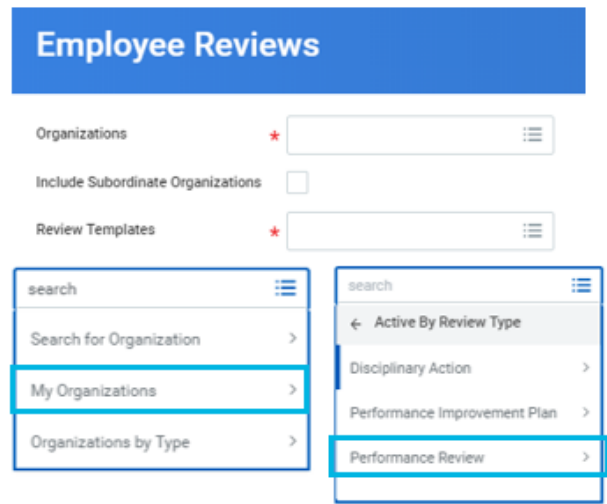 Employee Reviews
Organizations *
Include Subordinate Organizations
Review Templates *
search
Search for Organization
My Organizations
Organizations by Type
search
← Active By Review Type
Disciplinary Action
Performance Improvement Plan
Performance Review